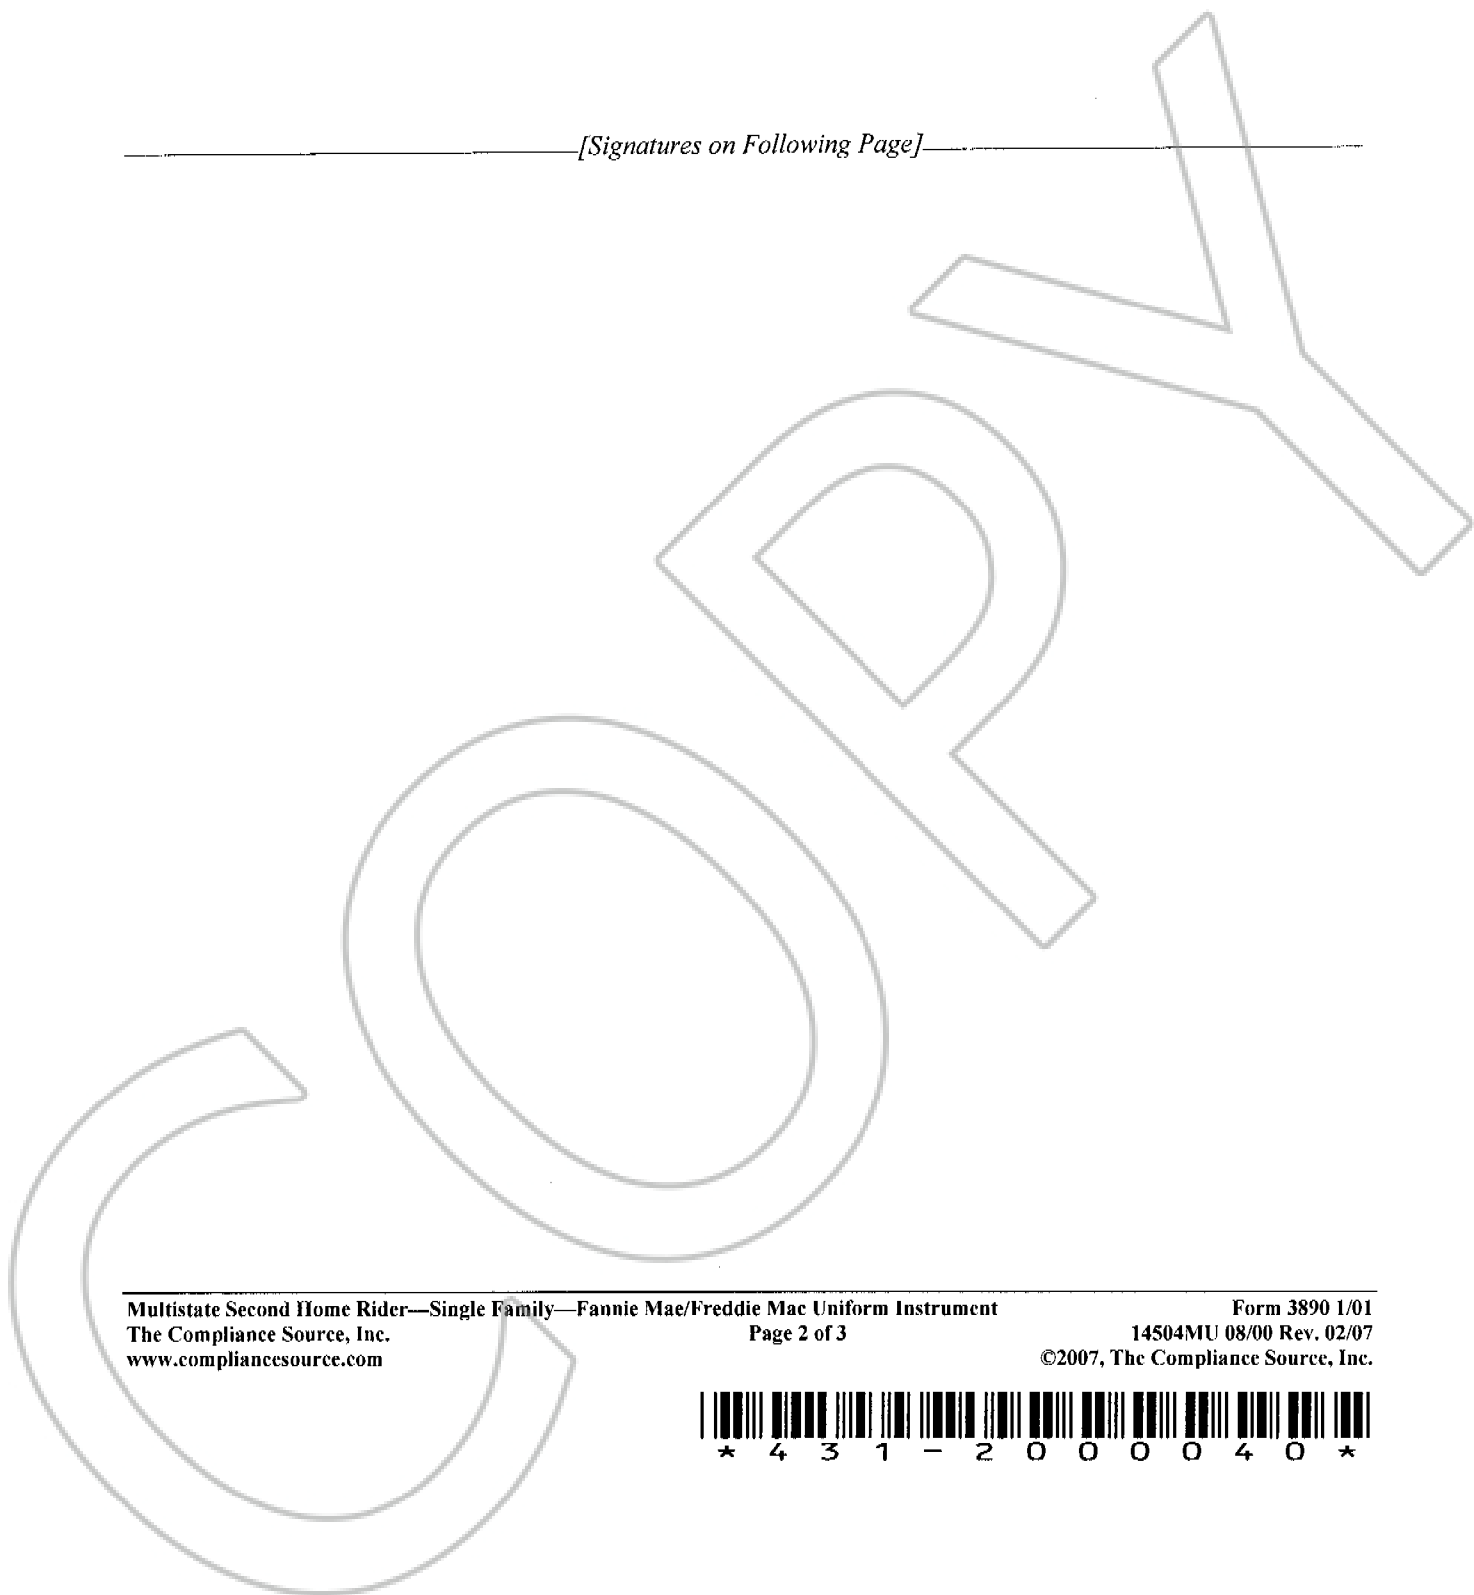 [Signatures on Following Page]
COPY
Multistate Second Home Rider—Single Family—Fannie Mae/Freddie Mac Uniform Instrument Form 3890 1/01
The Compliance Source, Inc. Page 2 of 3 14504MU 08/00 Rev. 02/07
www.compliancesource.com ©2007, The Compliance Source, Inc.
*431-2000040*